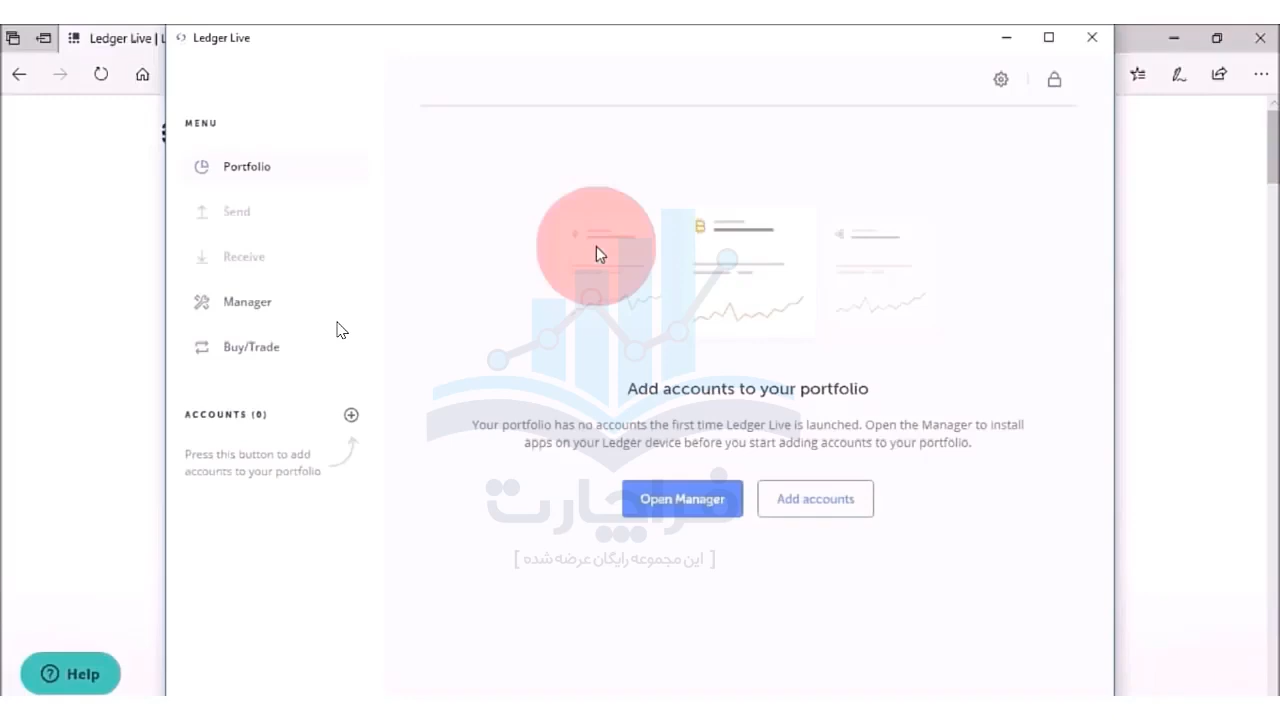 Ledger Live | L
Ledger Live
MENU
Portfolio
Send
Receive
Manager
Buy/Trade
ACCOUNTS (0)
Press this button to add
accounts to your portfolio
Add accounts to your portfolio
Your portfolio has no accounts the first time Ledger Live is launched. Open the Manager to install
apps on your Ledger device before you start adding accounts to your portfolio.
Open Manager
Add accounts
فراچارت
[ این مجموعه رایگان عرضه شده ]
Help